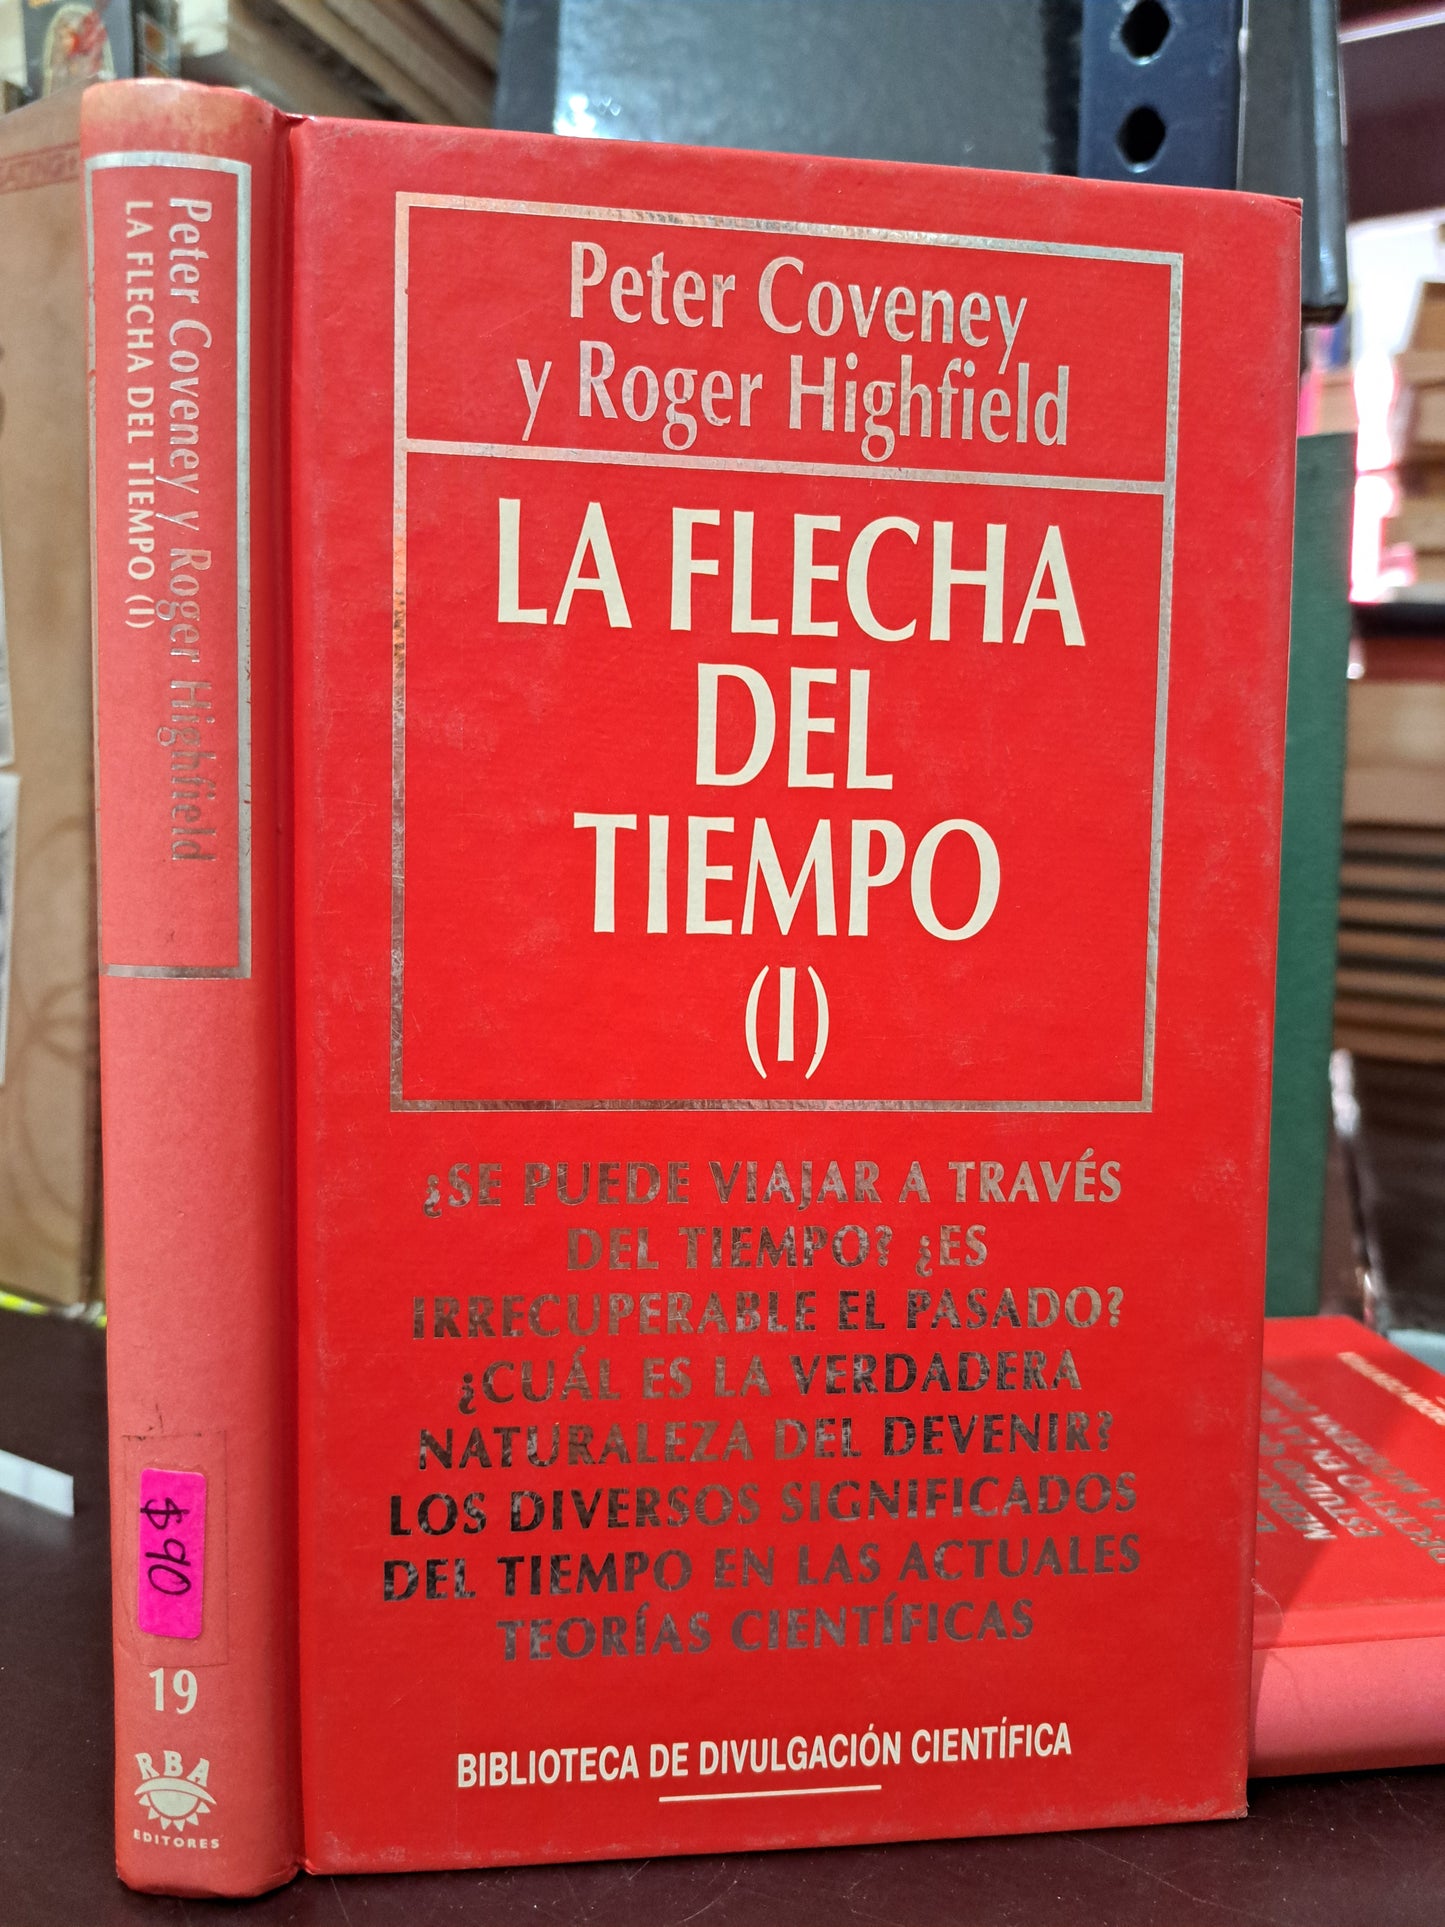 Peter Coveney y Roger Highfield
LA FLECHA DEL TIEMPO (I)
$90
19
RBA
EDITORES
Peter Coveney
y Roger Highfield
LA FLECHA
DEL
TIEMPO
(I)
¿SE PUEDE VIAJAR A TRAVÉS
DEL TIEMPO? ¿ES
IRRECUPERABLE EL PASADO?
¿CUÁL ES LA VERDADERA
NATURALEZA DEL DEVENIR?
LOS DIVERSOS SIGNIFICADOS
DEL TIEMPO EN LAS ACTUALES
TEORÍAS CIENTÍFICAS
BIBLIOTECA DE DIVULGACIÓN CIENTÍFICA